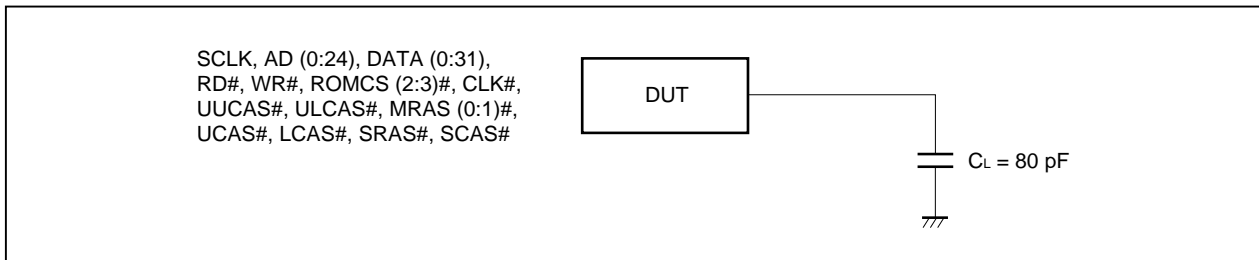 SCLK, AD (0:24), DATA (0:31),
RD#, WR#, ROMCS (2:3)#, CLK#,
UUCAS#, ULCAS#, MRAS (0:1)#,
UCAS#, LCAS#, SRAS#, SCAS#
DUT
CL = 80 pF